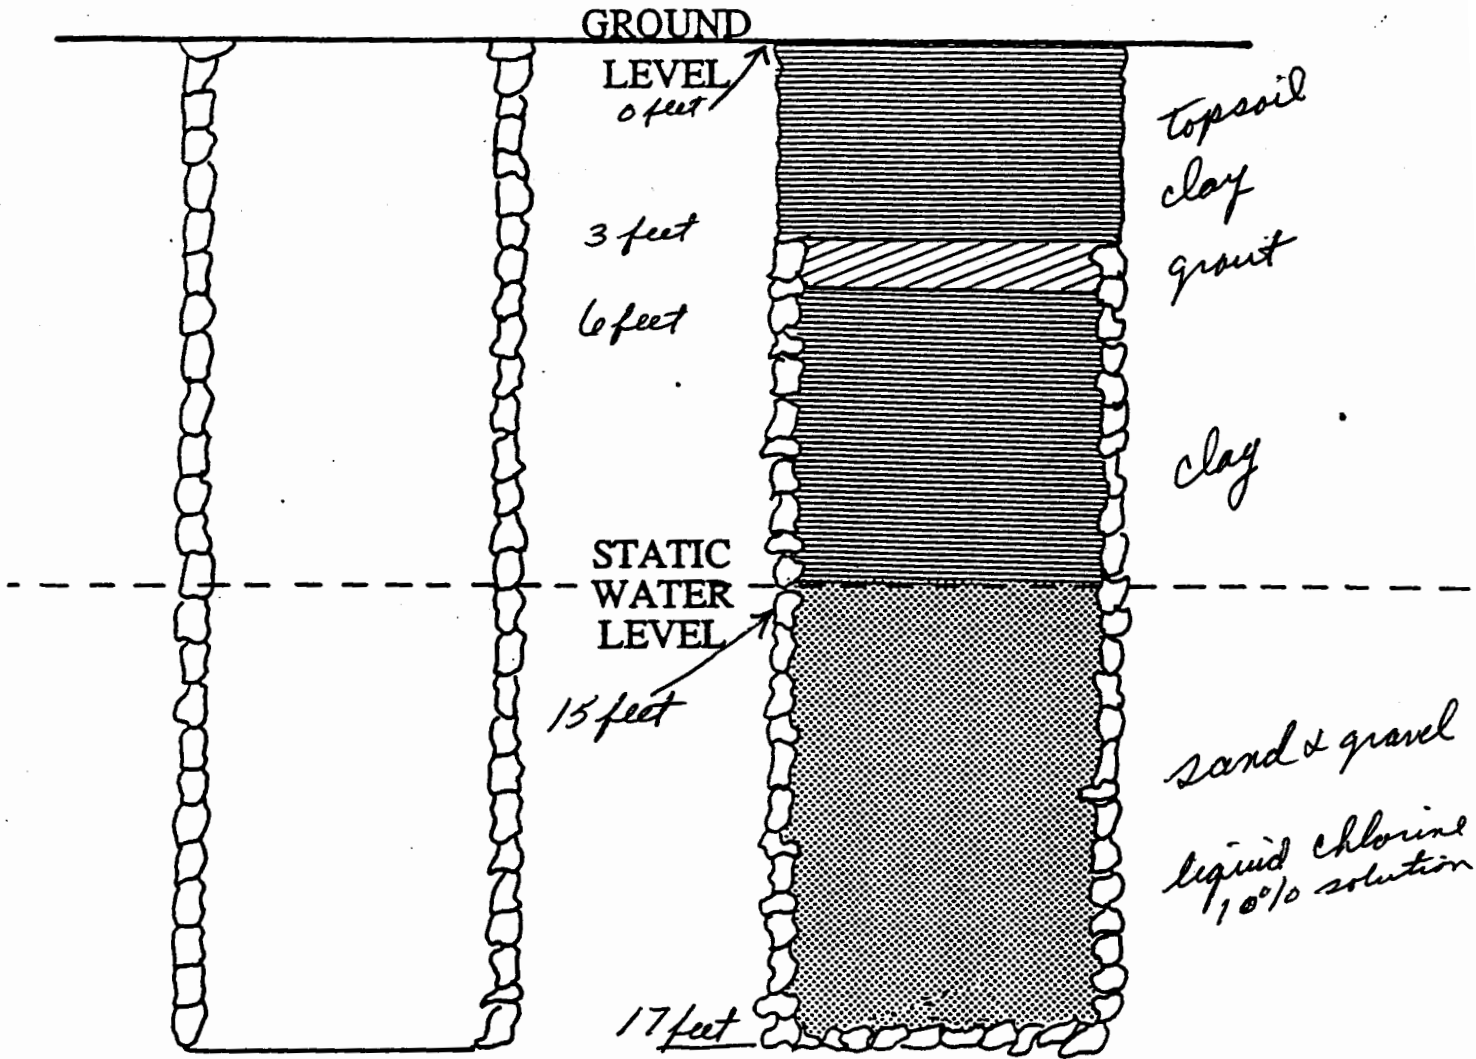 GROUND
LEVEL
0 feet
topsoil
clay
3 feet
grout
6 feet
clay
STATIC
WATER
LEVEL
15 feet
sand & gravel
liquid chlorine
10% solution
17 feet